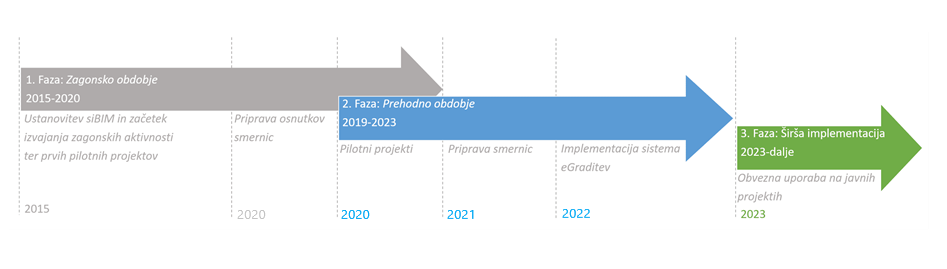 1. Faza: Zagonsko obdobje
2015-2020
Ustanovitev siBIM in začetek
izvajanja zagonskih aktivnosti
ter prvih pilotnih projektov
Priprava osnutkov
smernic
2. Faza: Prehodno obdobje
2019-2023
Pilotni projekti
Priprava smernic
Implementacija sistema
eGraditev
3. Faza: Širša implementacija
2023-dalje
Obvezna uporaba na javnih
projektih
2015
2020
2020
2021
2022
2023